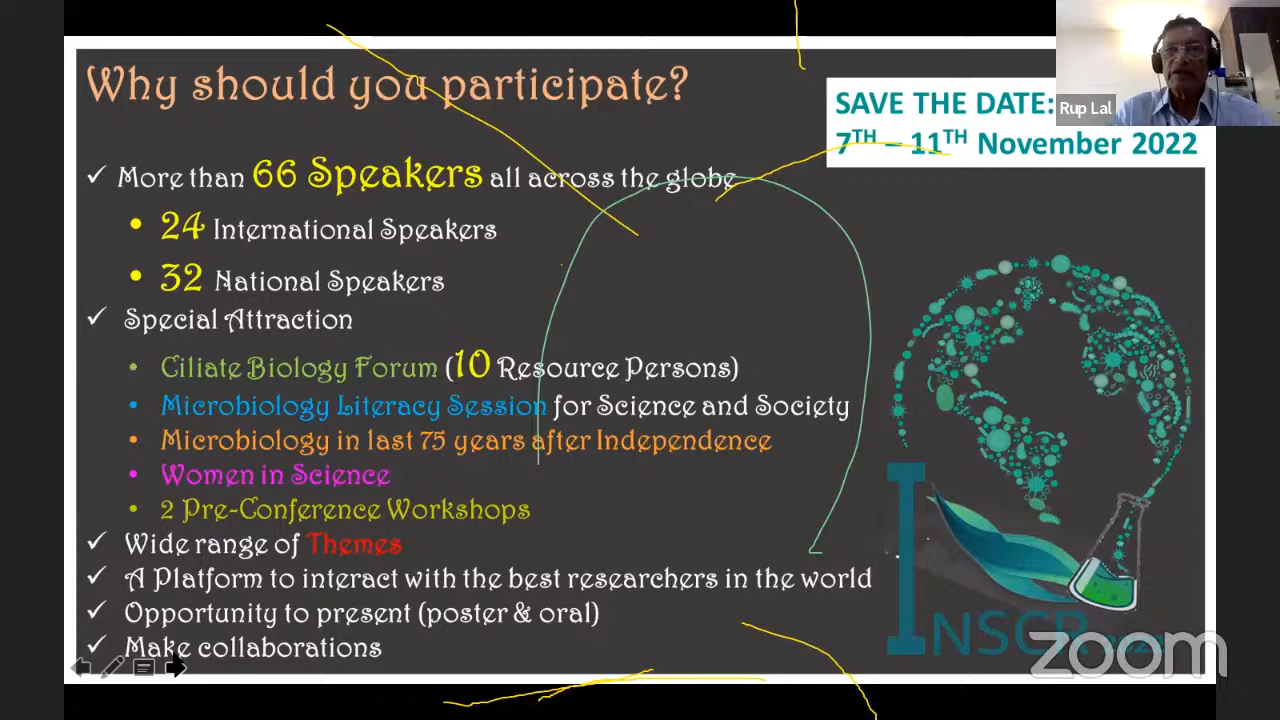 Why should you participate?
SAVE THE DATE:
7TH – 11TH November 2022
Rup Lal
✓ More than 66 Speakers all across the globe
• 24 International Speakers
• 32 National Speakers
✓ Special Attraction
• Ciliate Biology Forum (10 Resource Persons)
• Microbiology Literacy Session for Science and Society
• Microbiology in last 75 years after Independence
• Women in Science
• 2 Pre-Conference Workshops
✓ Wide range of Themes
✓ A Platform to interact with the best researchers in the world
✓ Opportunity to present (poster & oral)
✓ Make collaborations
INSCR
zoom